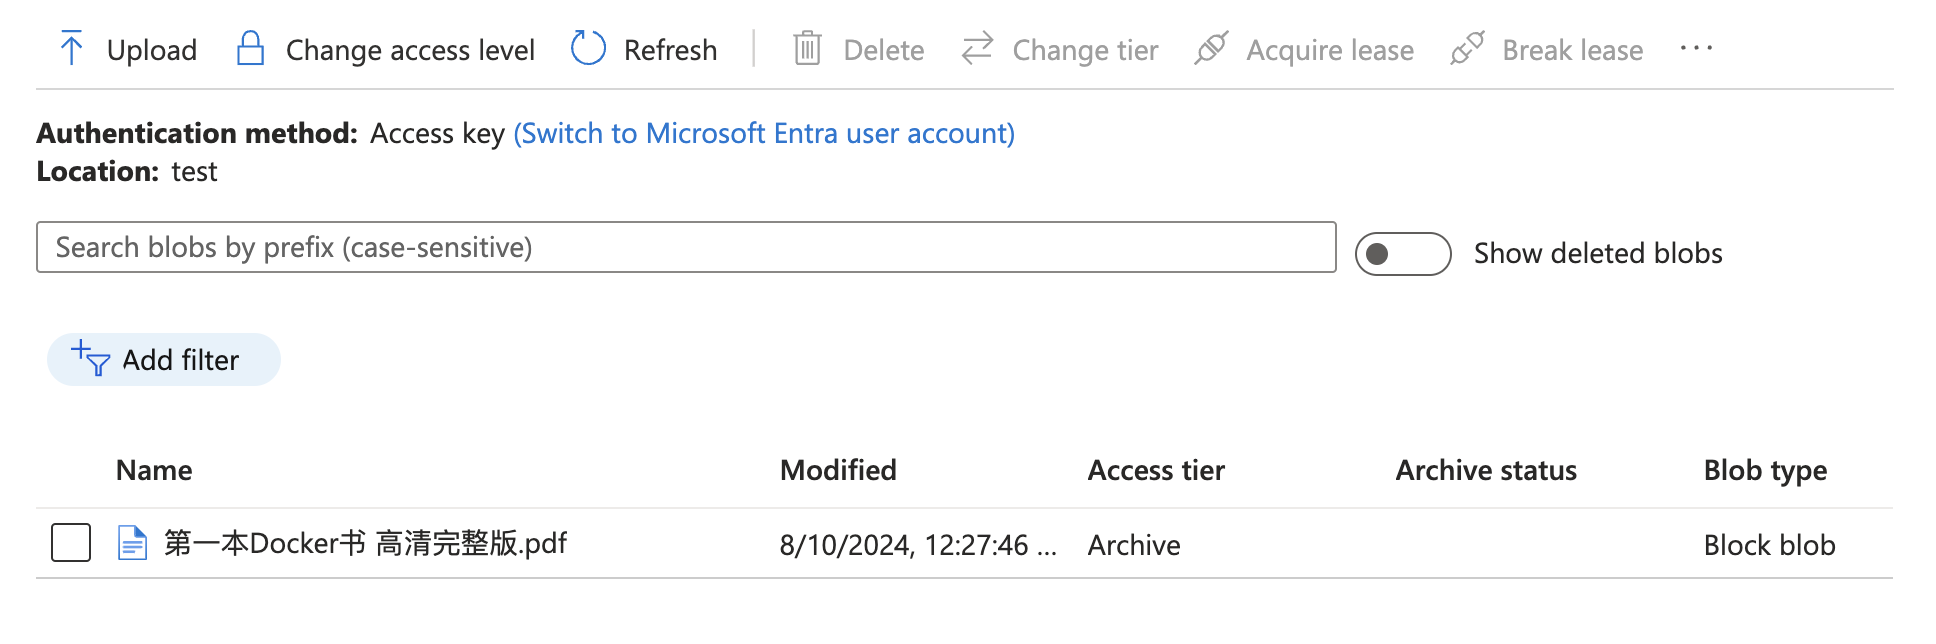 Upload Change access level Refresh Delete Change tier Acquire lease Break lease ...
Authentication method: Access key (Switch to Microsoft Entra user account)
Location: test
Search blobs by prefix (case-sensitive) Show deleted blobs
Add filter
Name Modified Access tier Archive status Blob type
第一本Docker书 高清完整版.pdf 8/10/2024, 12:27:46 ... Archive Block blob